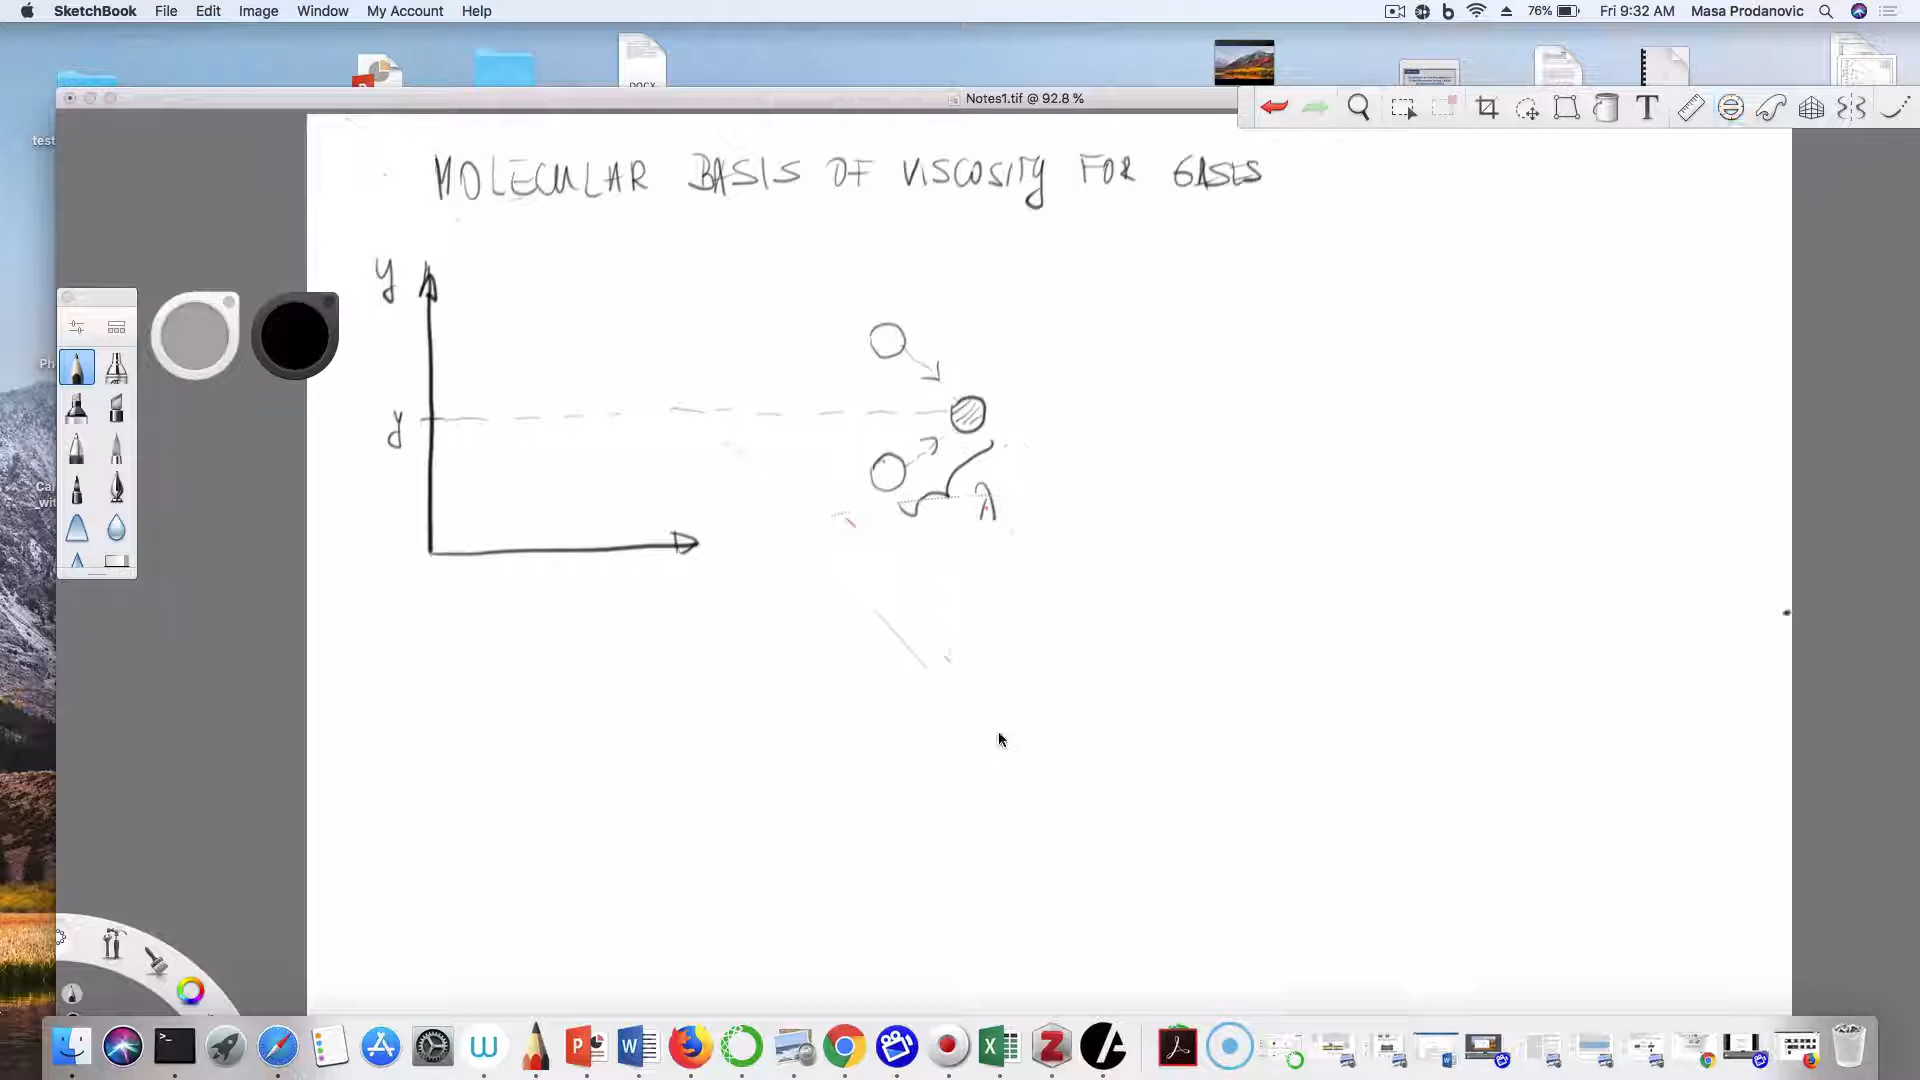 SketchBook File Edit Image Window My Account Help 76% Fri 9:32 AM Masa Prodanovic
DOCX
Notes1.tif @ 92.8 %
test
T
MOLECULAR BASIS OF VISCOSITY FOR GASES
y
y
λ